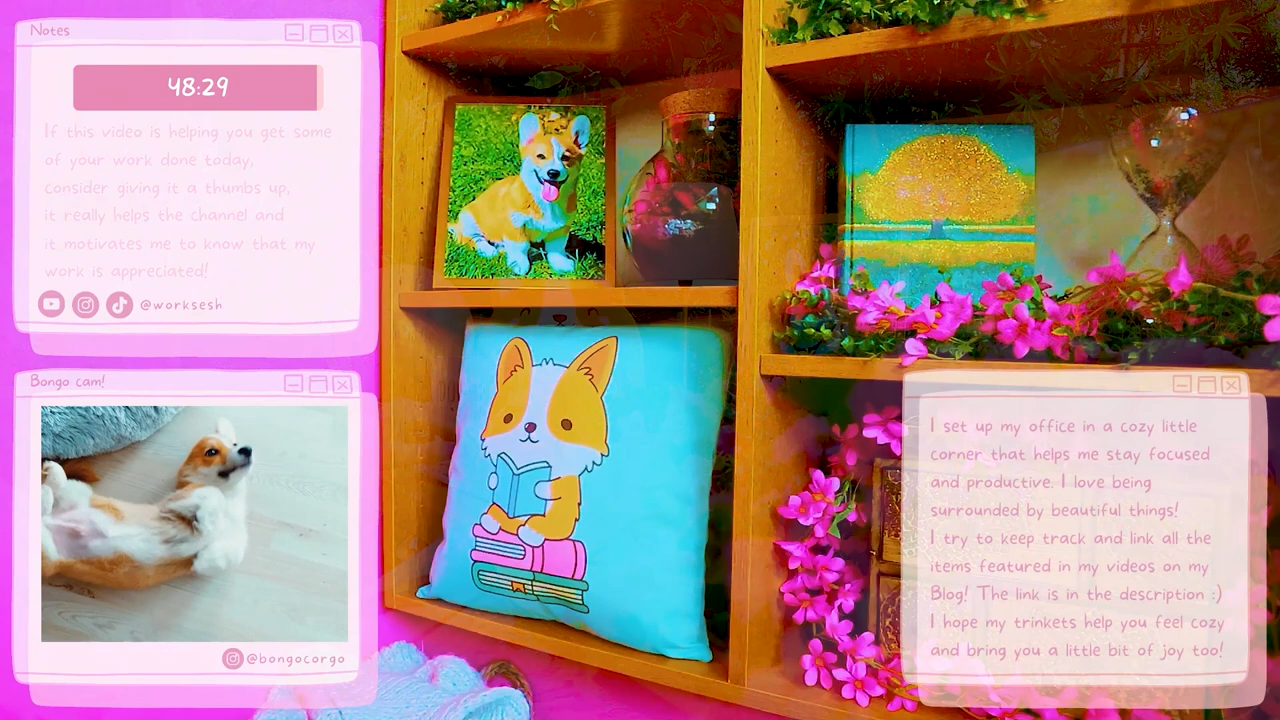 Notes
48:29
If this video is helping you get some
of your work done today,
consider giving it a thumbs up,
it really helps the channel and
it motivates me to know that my
work is appreciated!
@worksesh
Bongo cam!
@bongocorgo
I set up my office in a cozy little
corner that helps me stay focused
and productive. I love being
surrounded by beautiful things!
I try to keep track and link all the
items featured in my videos on my
Blog! The link is in the description :)
I hope my trinkets help you feel cozy
and bring you a little bit of joy too!